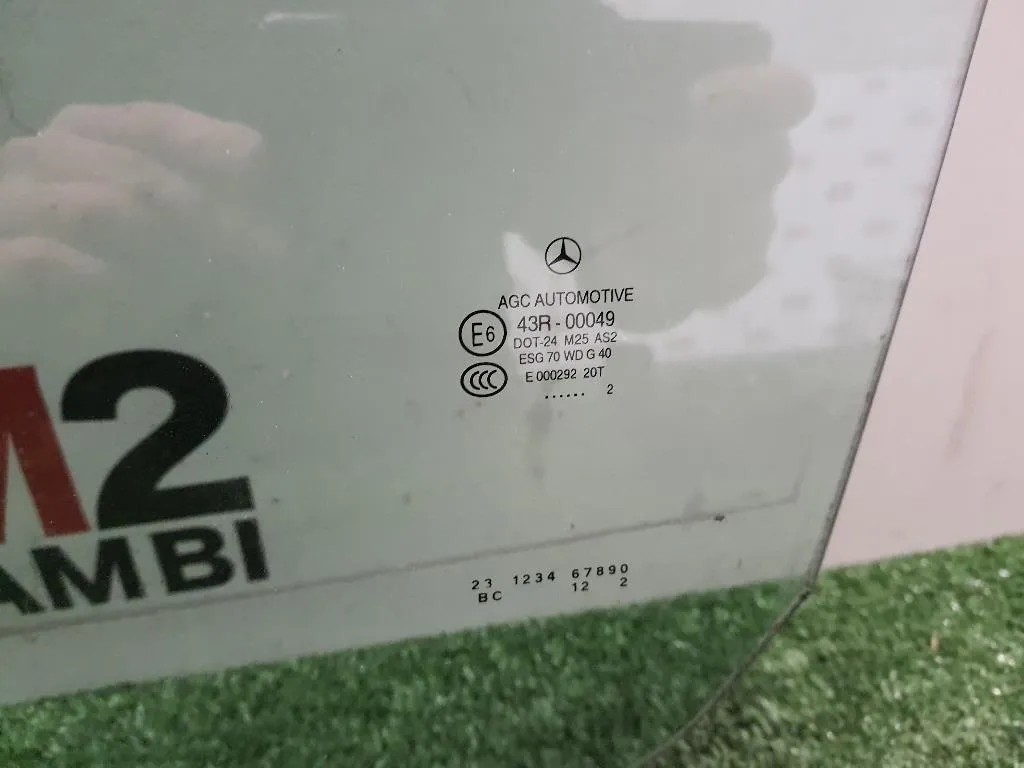 AGC AUTOMOTIVE
E6 43R - 00049
DOT-24 M25 AS2
ESG 70 WD G 40
CCC E 000292 20T
...... 2
M2
AMBI
23 1234 67890
BC 12 2